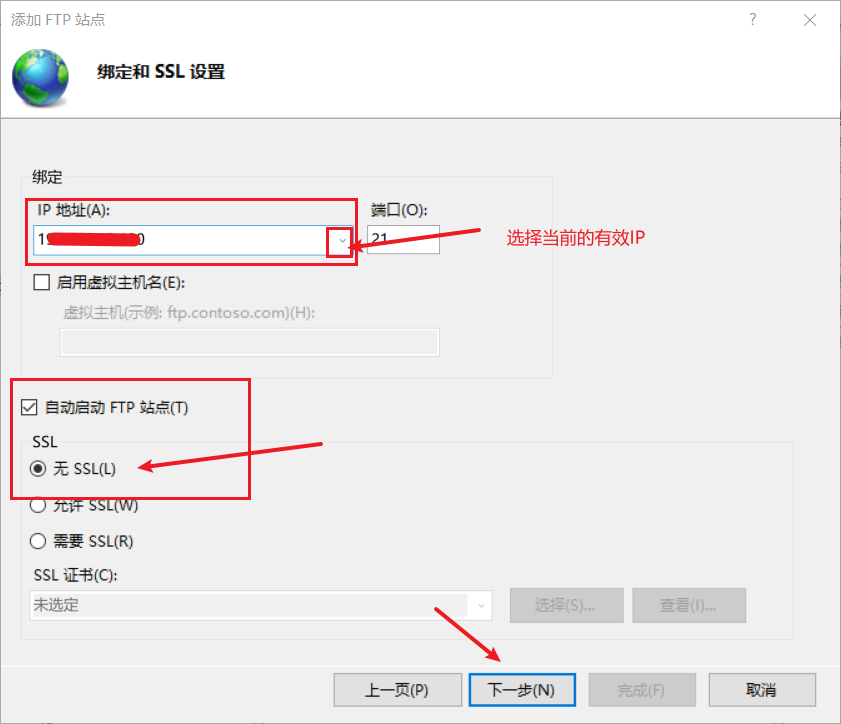 添加 FTP 站点
?
绑定和 SSL 设置
绑定
IP 地址(A):
端口(O):
21
选择当前的有效IP
启用虚拟主机名(E):
虚拟主机(示例: ftp.contoso.com)(H):
自动启动 FTP 站点(T)
SSL
无 SSL(L)
允许 SSL(W)
需要 SSL(R)
SSL 证书(C):
未选定
选择(S)...
查看(I)...
上一页(P)
下一步(N)
完成(F)
取消